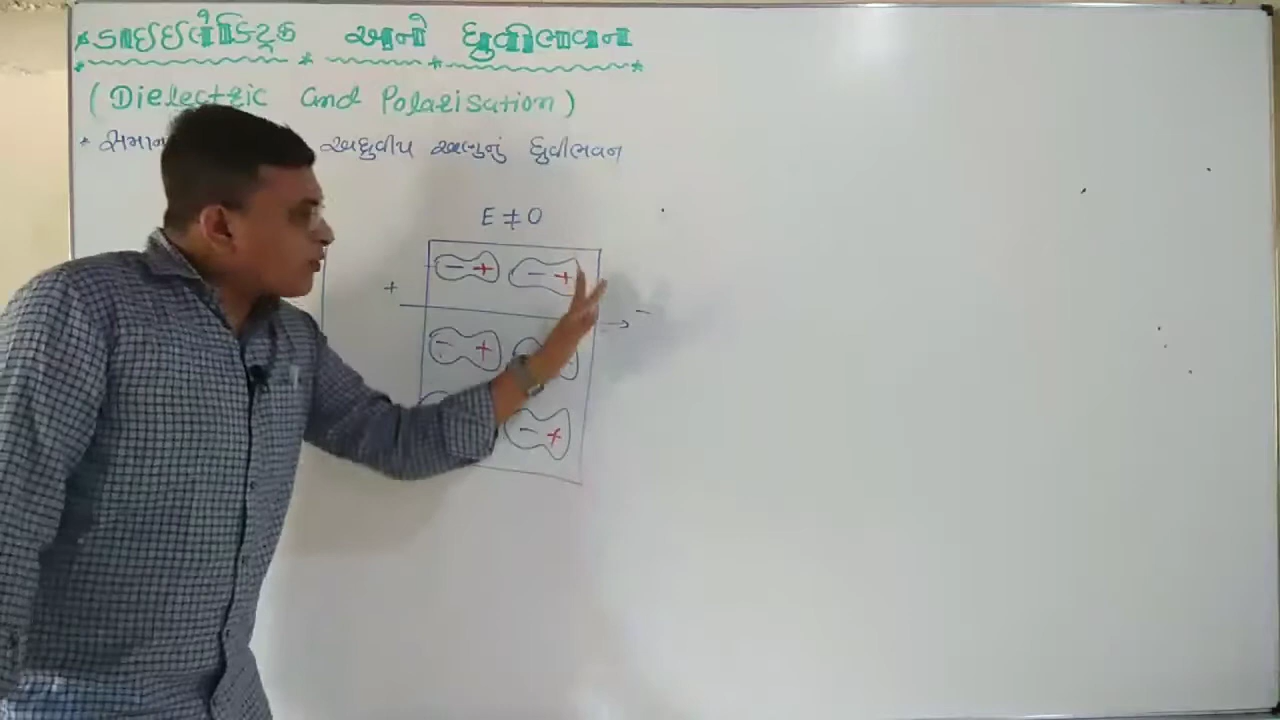 ડાઇઇલેક્ટ્રિક અને ધ્રુવીભવન
(Dielectric and Polarisation)
* સમાન અધ્રુવીય અણુનું ધ્રુવીભવન
E ≠ 0
- + - +
+ -
- +
- +